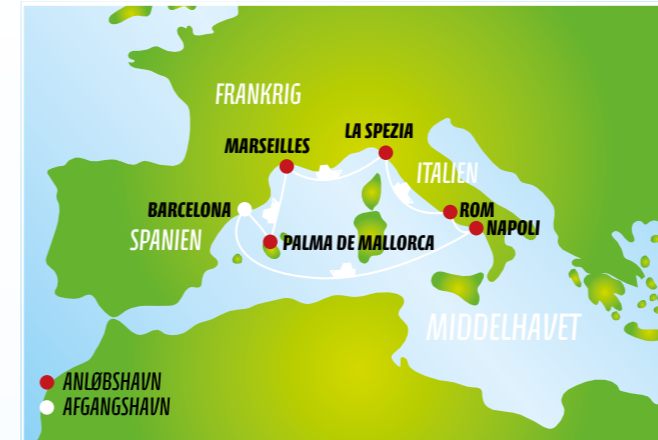 FRANKRIG
LA SPEZIA
MARSEILLES
ITALIEN
BARCELONA
ROM
NAPOLI
SPANIEN
PALMA DE MALLORCA
MIDDELHAVET
ANLØBSHAVN
AFGANGSHAVN